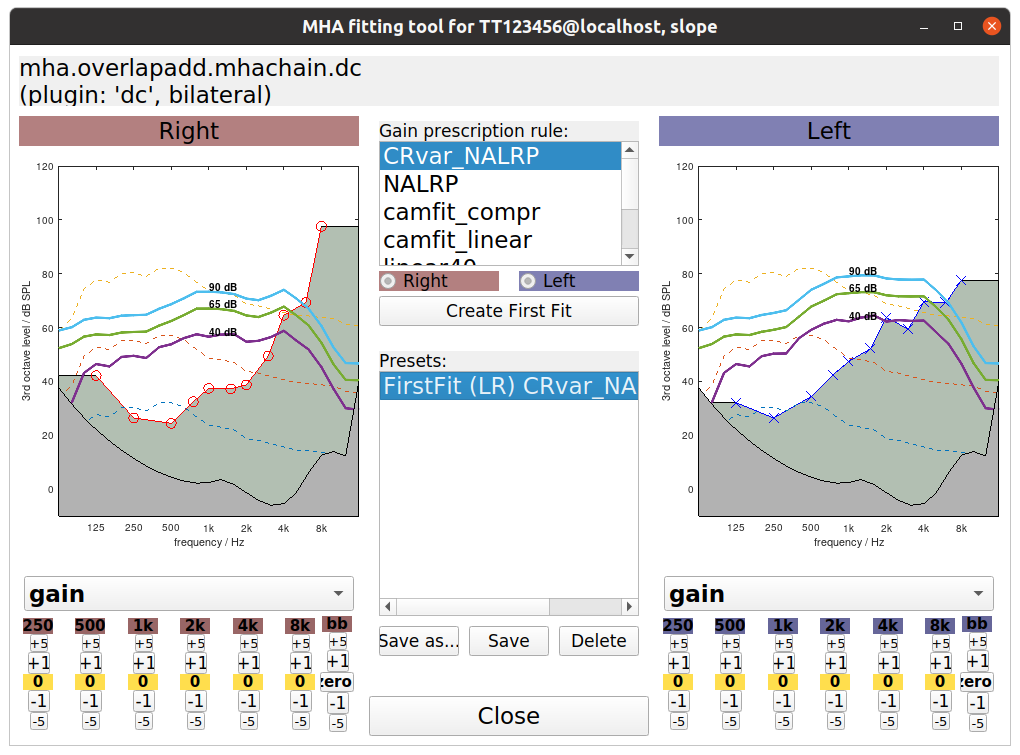 MHA fitting tool for TT123456@localhost, slope
mha.overlapadd.mhachain.dc
(plugin: 'dc', bilateral)
Right
120
100
80
60
40
20
0
3rd octave level / dB SPL
90 dB
65 dB
40 dB
125 250 500 1k 2k 4k 8k
frequency / Hz
gain
250 500 1k 2k 4k 8k bb
+5 +5 +5 +5 +5 +5 +5
+1 +1 +1 +1 +1 +1 +1
0 0 0 0 0 0 zero
-1 -1 -1 -1 -1 -1 -1
-5 -5 -5 -5 -5 -5 -5
Gain prescription rule:
CRvar_NALRP
NALRP
camfit_compr
camfit_linear
linear40
Right Left
Create First Fit
Presets:
FirstFit (LR) CRvar_NA
Save as... Save Delete
Close
Left
120
100
80
60
40
20
0
3rd octave level / dB SPL
90 dB
65 dB
40 dB
125 250 500 1k 2k 4k 8k
frequency / Hz
gain
250 500 1k 2k 4k 8k bb
+5 +5 +5 +5 +5 +5 +5
+1 +1 +1 +1 +1 +1 +1
0 0 0 0 0 0 zero
-1 -1 -1 -1 -1 -1 -1
-5 -5 -5 -5 -5 -5 -5